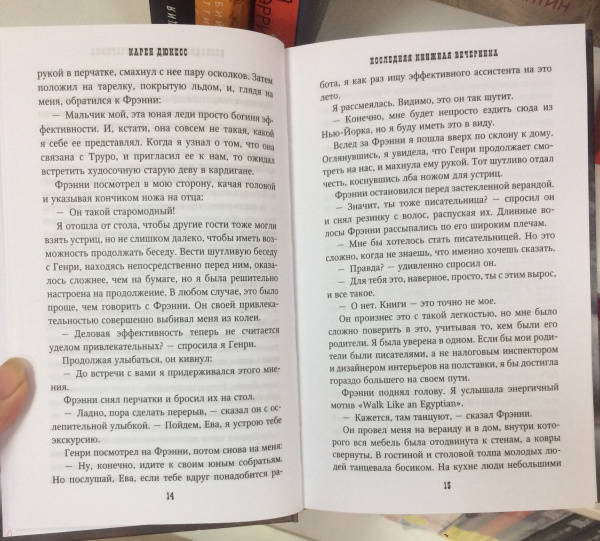 КАРЕН ДЮКЕСС
рукой в перчатке, смахнул с нее пару осколков. Затем
положил на тарелку, покрытую льдом, и, глядя на
меня, обратился к Фрэнни:
— Мальчик мой, эта юная леди просто богиня эф-
фективности. И, кстати, она совсем не такая, какой
я себе ее представлял. Когда я узнал о том, что она
связана с Труро, и пригласил ее к нам, то ожидал
встретить худосочную старую деву в кардигане.
Фрэнни посмотрел в мою сторону, качая головой
и указывая кончиком ножа на отца:
— Он такой старомодный!
Я отошла от стола, чтобы другие гости тоже могли
взять устриц, но не слишком далеко, чтобы иметь воз-
можность продолжать беседу. Вести шутливую беседу
с Генри, находясь непосредственно перед ним, оказа-
лось сложнее, чем на бумаге, но я была решительно
настроена на продолжение. В любом случае, это было
проще, чем говорить с Фрэнни. Он своей привлека-
тельностью совершенно выбивал меня из колеи.
— Деловая эффективность теперь не считается
уделом привлекательных? — спросила я Генри.
Продолжая улыбаться, он кивнул:
— До встречи с вами я придерживался этого мне-
ния.
Фрэнни снял перчатки и бросил их на стол.
— Ладно, пора сделать перерыв, — сказал он с ос-
лепительной улыбкой. — Пойдем, Ева, я устрою тебе
экскурсию.
Генри посмотрел на Фрэнни, потом снова на меня:
— Ну, конечно, идите к своим юным собратьям.
Но послушай, Ева, если тебе вдруг понадобится ра-
14
ПОСЛЕДНЯЯ КНИЖНАЯ ВЕЧЕРИНКА
бота, я как раз ищу эффективного ассистента на это
лето.
Я рассмеялась. Видимо, это он так шутит.
— Конечно, мне будет непросто ездить сюда из
Нью-Йорка, но я буду иметь это в виду.
Вслед за Фрэнни я пошла вверх по склону к дому.
Оглянувшись, я увидела, что Генри продолжает смо-
треть на нас, и махнула ему рукой. Тот шутливо отдал
честь, коснувшись лба ножом для устриц.
Фрэнни остановился перед застекленной верандой.
— Значит, ты тоже писательница? — спросил он
и снял резинку с волос, распуская их. Длинные во-
лосы Фрэнни рассыпались по его широким плечам.
— Мне бы хотелось стать писательницей. Но это
сложно, когда не знаешь, что именно хочешь сказать.
— Правда? — удивленно спросил он.
— Для тебя это, наверное, просто, ты с этим вырос,
и все такое.
— О нет. Книги — это точно не мое.
Он произнес это с такой легкостью, но мне было
сложно поверить в это, учитывая то, кем были его
родители. Я была уверена в одном. Если бы мои ро-
дители были писателями, а не налоговым инспектором
и дизайнером интерьеров на полставки, я бы достигла
гораздо большего на своем пути.
Фрэнни поднял голову. Я услышала энергичный
мотив «Walk Like an Egyptian».
— Кажется, там танцуют, — сказал Фрэнни.
Он провел меня на веранду и в дом, внутри кото-
рого вся мебель была отодвинута к стенам, а ковры
свернуты. В гостиной и столовой толпа молодых лю-
дей танцевала босиком. На кухне люди небольшими
15